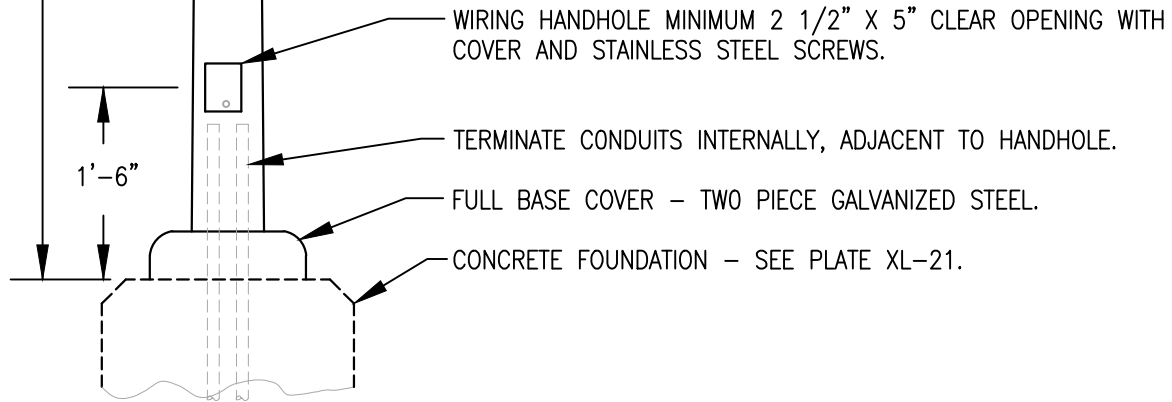 WIRING HANDHOLE MINIMUM 2 1/2" X 5" CLEAR OPENING WITH
COVER AND STAINLESS STEEL SCREWS.
TERMINATE CONDUITS INTERNALLY, ADJACENT TO HANDHOLE.
1'-6"
FULL BASE COVER – TWO PIECE GALVANIZED STEEL.
CONCRETE FOUNDATION – SEE PLATE XL-21.